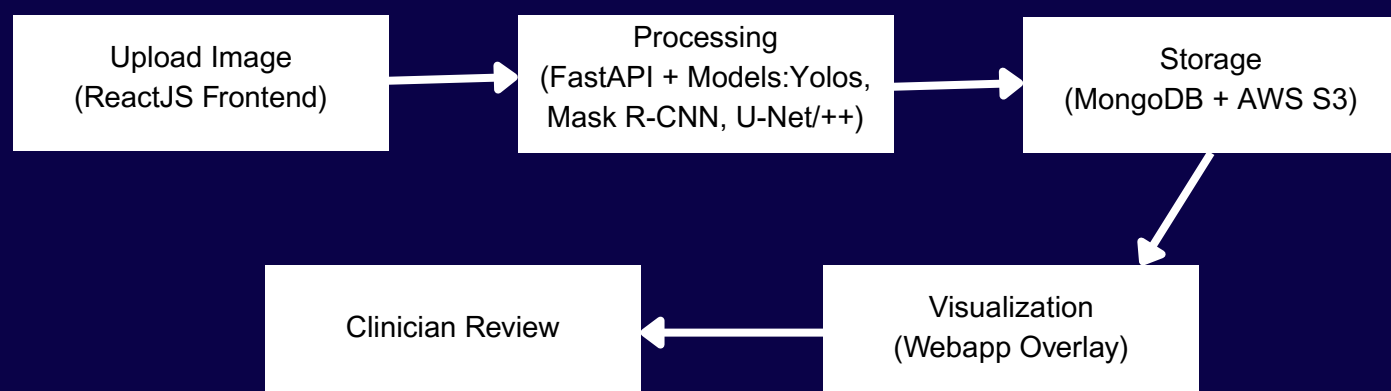 Upload Image
(ReactJS Frontend)
Processing
(FastAPI + Models:Yolos,
Mask R-CNN, U-Net/++)
Storage
(MongoDB + AWS S3)
Visualization
(Webapp Overlay)
Clinician Review